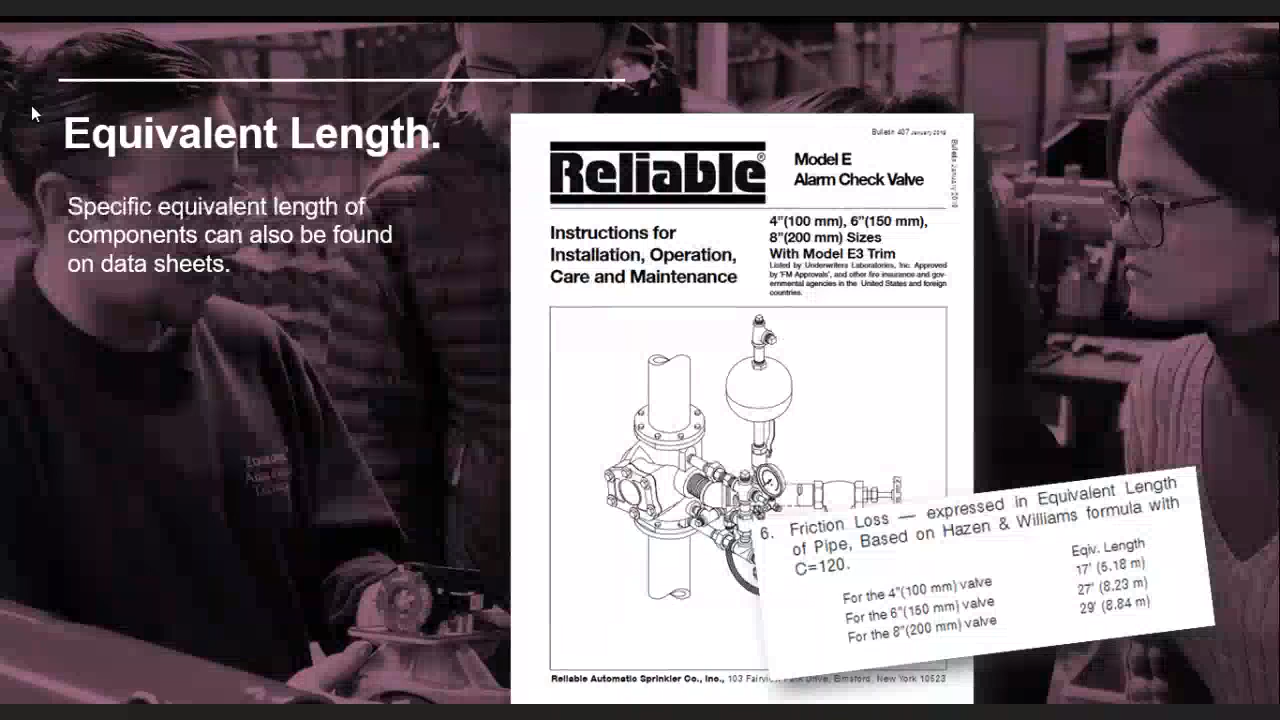 Equivalent Length.
Specific equivalent length of
components can also be found
on data sheets.
Bulletin 407 January 2019
Reliable®
Model E
Alarm Check Valve
Instructions for
Installation, Operation,
Care and Maintenance
4"(100 mm), 6"(150 mm),
8"(200 mm) Sizes
With Model E3 Trim
Listed by Underwriters Laboratories, Inc. Approved
by 'FM Approvals', and other fire insurance and gov-
ernmental agencies in the United States and foreign
countries.
6. Friction Loss — expressed in Equivalent Length
of Pipe, Based on Hazen & Williams formula with
C=120.
Eqiv. Length
For the 4"(100 mm) valve 17' (5.18 m)
For the 6"(150 mm) valve 27' (8.23 m)
For the 8"(200 mm) valve 29' (8.84 m)
Reliable Automatic Sprinkler Co., Inc., 103 Drive, Elmsford, New York 10523